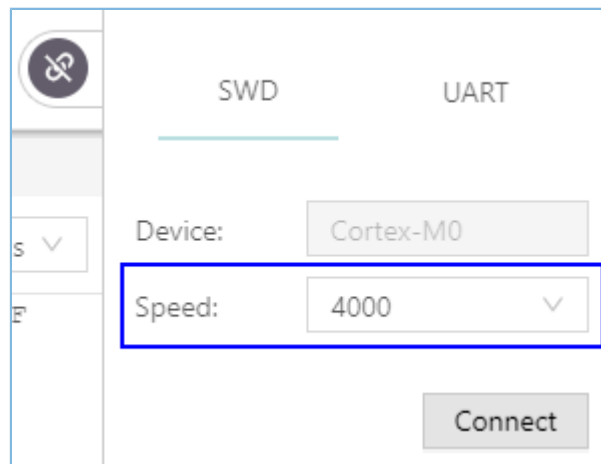 SWD UART
Device: Cortex-M0
s
Speed: 4000
F
Connect